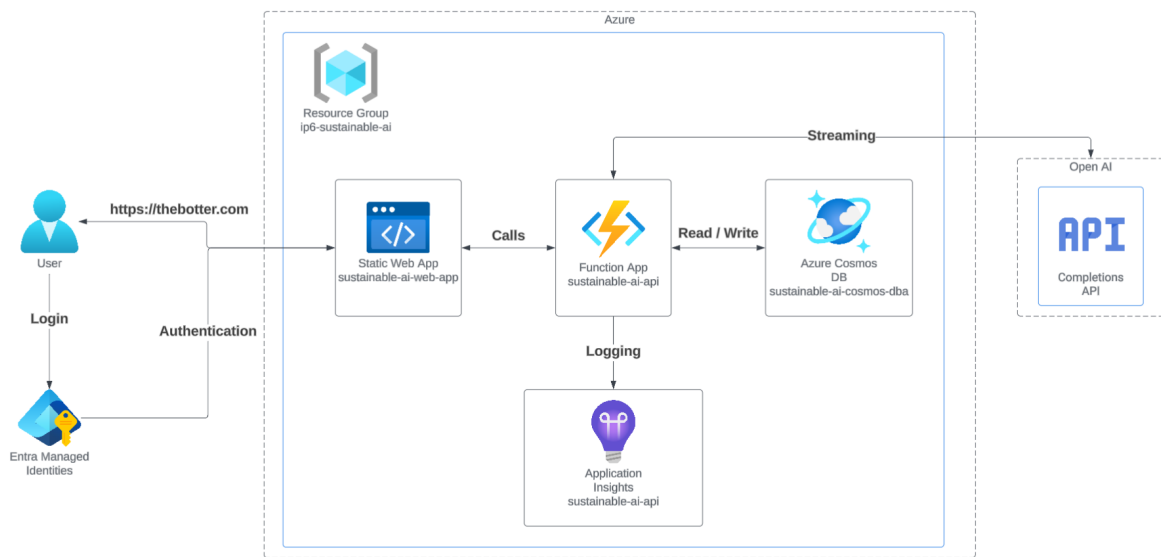 Azure
Resource Group
ip6-sustainable-ai
Streaming
Open AI
API
Completions
API
https://thebotter.com
User
Static Web App
sustainable-ai-web-app
Calls
Function App
sustainable-ai-api
Read / Write
Azure Cosmos
DB
sustainable-ai-cosmos-dba
Login
Authentication
Logging
Entra Managed
Identities
Application
Insights
sustainable-ai-api